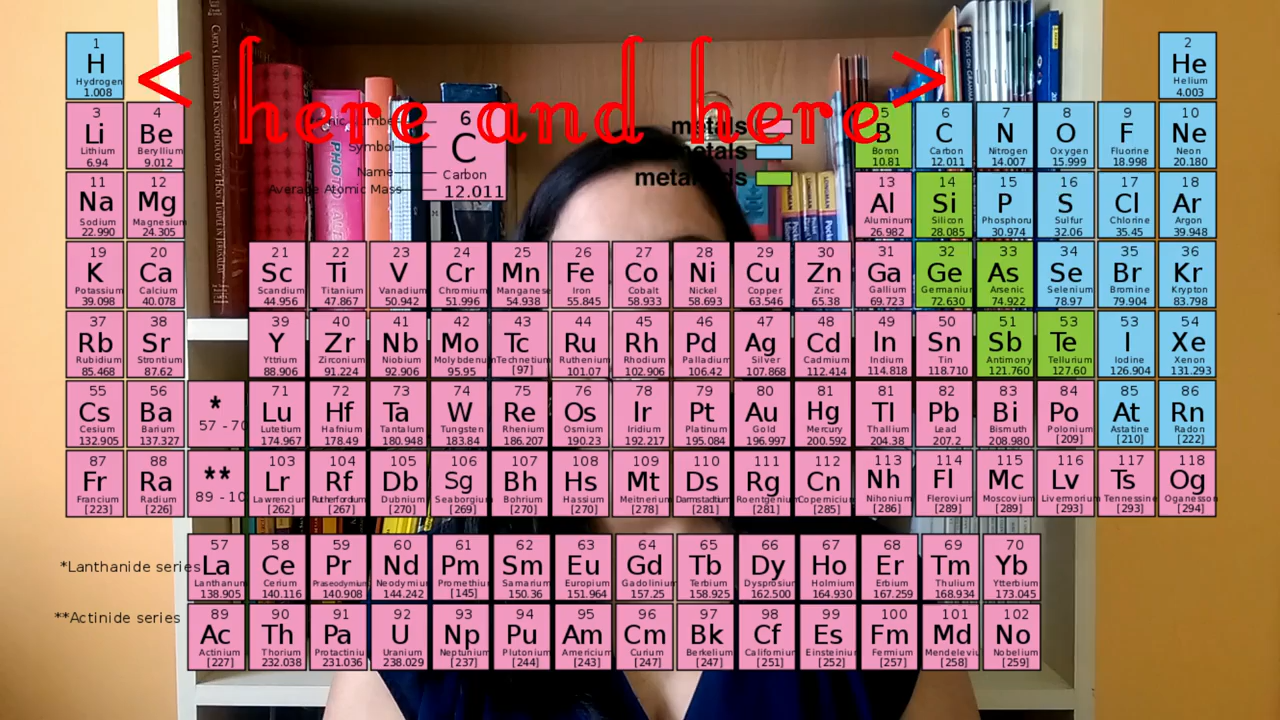 < here and here >
1 2
H He
Hydrogen Helium
1.008 4.003
6
Symbol
Name
Average Atomic Mass
C
Carbon
12.011
metals
3 4 5 6 7 8 9 10
Li Be B C N O F Ne
Lithium Beryllium Boron Carbon Nitrogen Oxygen Fluorine Neon
6.94 9.012 10.81 12.011 14.007 15.999 18.998 20.180
11 12 13 14 15 16 17 18
Na Mg Al Si P S Cl Ar
Sodium Magnesium Aluminum Silicon Phosphoru Sulfur Chlorine Argon
22.990 24.305 26.982 28.085 30.974 32.06 35.45 39.948
19 20 21 22 23 24 25 26 27 28 29 30 31 32 33 34 35 36
K Ca Sc Ti V Cr Mn Fe Co Ni Cu Zn Ga Ge As Se Br Kr
Potassium Calcium Scandium Titanium Vanadium Chromium Manganese Iron Cobalt Nickel Copper Zinc Gallium Germaniu Arsenic Selenium Bromine Krypton
39.098 40.078 44.956 47.867 50.942 51.996 54.938 55.845 58.933 58.693 63.546 65.38 69.723 72.630 74.922 78.97 79.904 83.798
37 38 39 40 41 42 43 44 45 46 47 48 49 50 51 53 53 54
Rb Sr Y Zr Nb Mo Tc Ru Rh Pd Ag Cd In Sn Sb Te I Xe
Rubidium Strontium Yttrium Zirconium Niobium Molybdenum Technetium Ruthenium Rhodium Palladium Silver Cadmium Indium Tin Antimony Tellurium Iodine Xenon
85.468 87.62 88.906 91.224 92.906 95.95 [97] 101.07 102.906 106.42 107.868 112.414 114.818 118.710 121.760 127.60 126.904 131.293
55 56 * 71 72 73 74 75 76 77 78 79 80 81 82 83 84 85 86
Cs Ba 57 - 70 Lu Hf Ta W Re Os Ir Pt Au Hg Tl Pb Bi Po At Rn
Cesium Barium Lutetium Hafnium Tantalum Tungsten Rhenium Osmium Iridium Platinum Gold Mercury Thallium Lead Bismuth Polonium Astatine Radon
132.905 137.327 174.967 178.49 180.948 183.84 186.207 190.23 192.217 195.084 196.997 200.592 204.38 207.2 208.980 [209] [210] [222]
87 88 ** 103 104 105 106 107 108 109 110 111 112 113 114 115 116 117 118
Fr Ra 89 - 10 Lr Rf Db Sg Bh Hs Mt Ds Rg Cn Nh Fl Mc Lv Ts Og
Francium Radium Lawrencium Rutherfordium Dubnium Seaborgium Bohrium Hassium Meitnerium Darmstadtium Roentgenium Copernicium Nihonium Flerovium Moscovium Livermorium Tennessine Oganesson
[223] [226] [262] [267] [270] [269] [270] [270] [278] [281] [281] [285] [286] [289] [289] [293] [293] [294]
57 58 59 60 61 62 63 64 65 66 67 68 69 70
*Lanthanide series La Ce Pr Nd Pm Sm Eu Gd Tb Dy Ho Er Tm Yb
Lanthanum Cerium Praseodymium Neodymiu Promethiu Samarium Europium Gadolinium Terbium Dysprosiu Holmium Erbium Thulium Ytterbium
138.905 140.116 140.908 144.242 [145] 150.36 151.964 157.25 158.925 162.500 164.930 167.259 168.934 173.045
89 90 91 92 93 94 95 96 97 98 99 100 101 102
**Actinide series Ac Th Pa U Np Pu Am Cm Bk Cf Es Fm Md No
Actinium Thorium Protactiniu Uranium Neptunium Plutonium Americium Curium Berkelium Californium Einsteiniu Fermium Mendeleviu Nobelium
[227] 232.038 231.036 238.029 [237] [244] [243] [247] [247] [251] [252] [257] [258] [259]